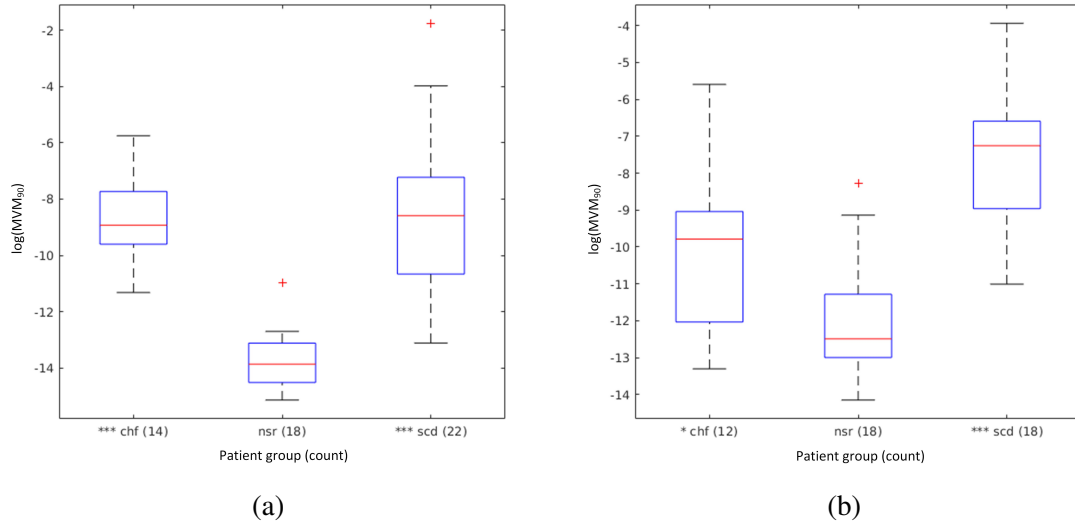 -2
-4
-6
-8
-10
-12
-14
log(MVM90)
*** chf (14) nsr (18) *** scd (22)
Patient group (count)
(a)
-4
-5
-6
-7
-8
-9
-10
-11
-12
-13
-14
log(MVM90)
* chf (12) nsr (18) *** scd (18)
Patient group (count)
(b)